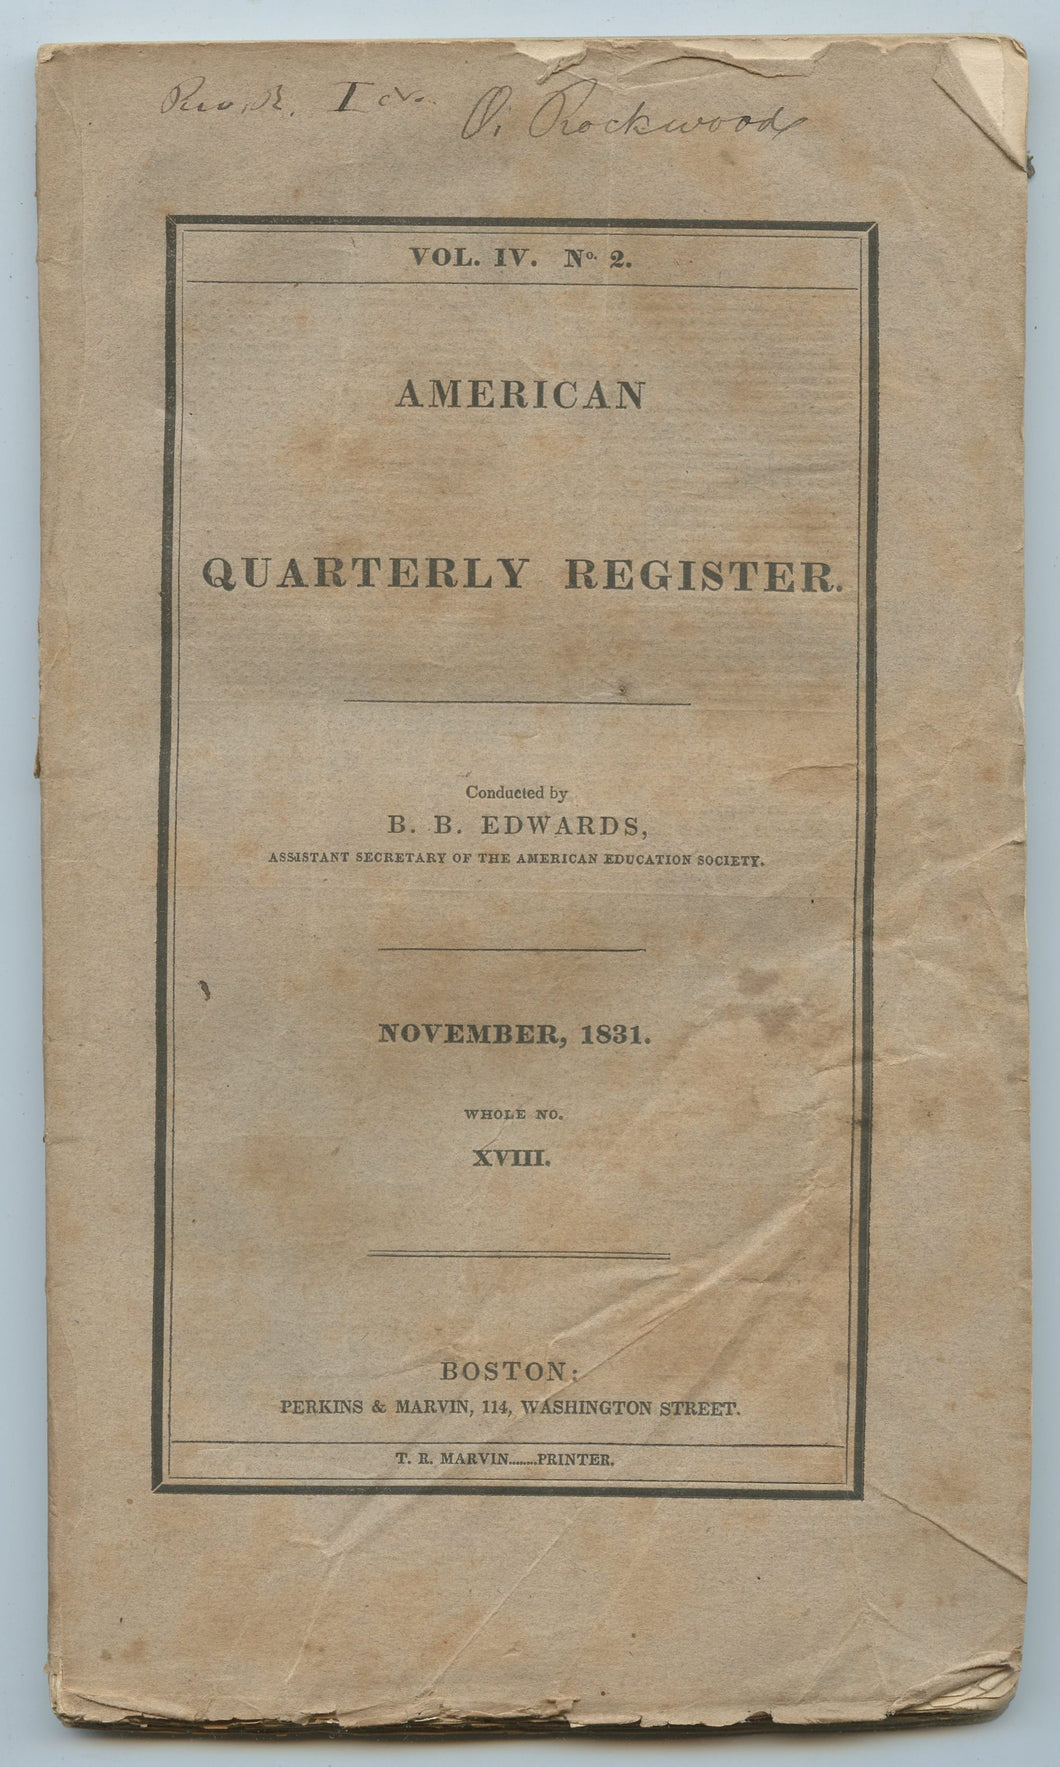 O. Rockwood
VOL. IV. No. 2.
AMERICAN
QUARTERLY REGISTER.
Conducted by
B. B. EDWARDS,
ASSISTANT SECRETARY OF THE AMERICAN EDUCATION SOCIETY.
NOVEMBER, 1831.
WHOLE NO.
XVIII.
BOSTON:
PERKINS & MARVIN, 114, WASHINGTON STREET.
T. R. MARVIN........PRINTER.